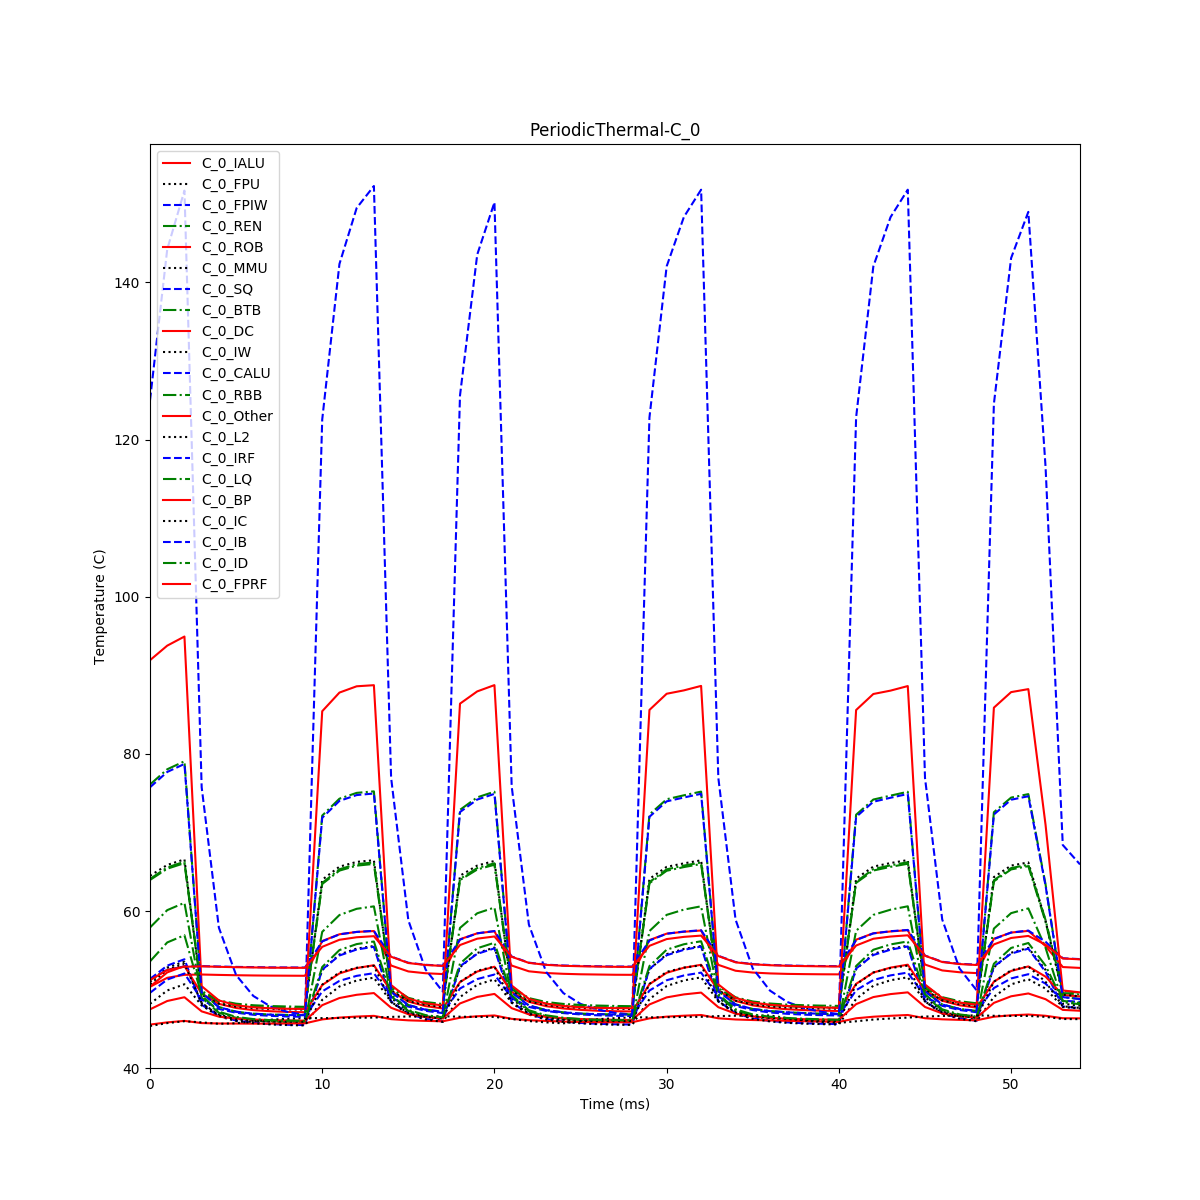 PeriodicThermal-C_0
C_0_IALU
C_0_FPU
C_0_FPIW
C_0_REN
C_0_ROB
C_0_MMU
C_0_SQ
C_0_BTB
C_0_DC
C_0_IW
C_0_CALU
C_0_RBB
C_0_Other
C_0_L2
C_0_IRF
C_0_LQ
C_0_BP
C_0_IC
C_0_IB
C_0_ID
C_0_FPRF
Temperature (C)
140
120
100
80
60
40
0 10 20 30 40 50
Time (ms)